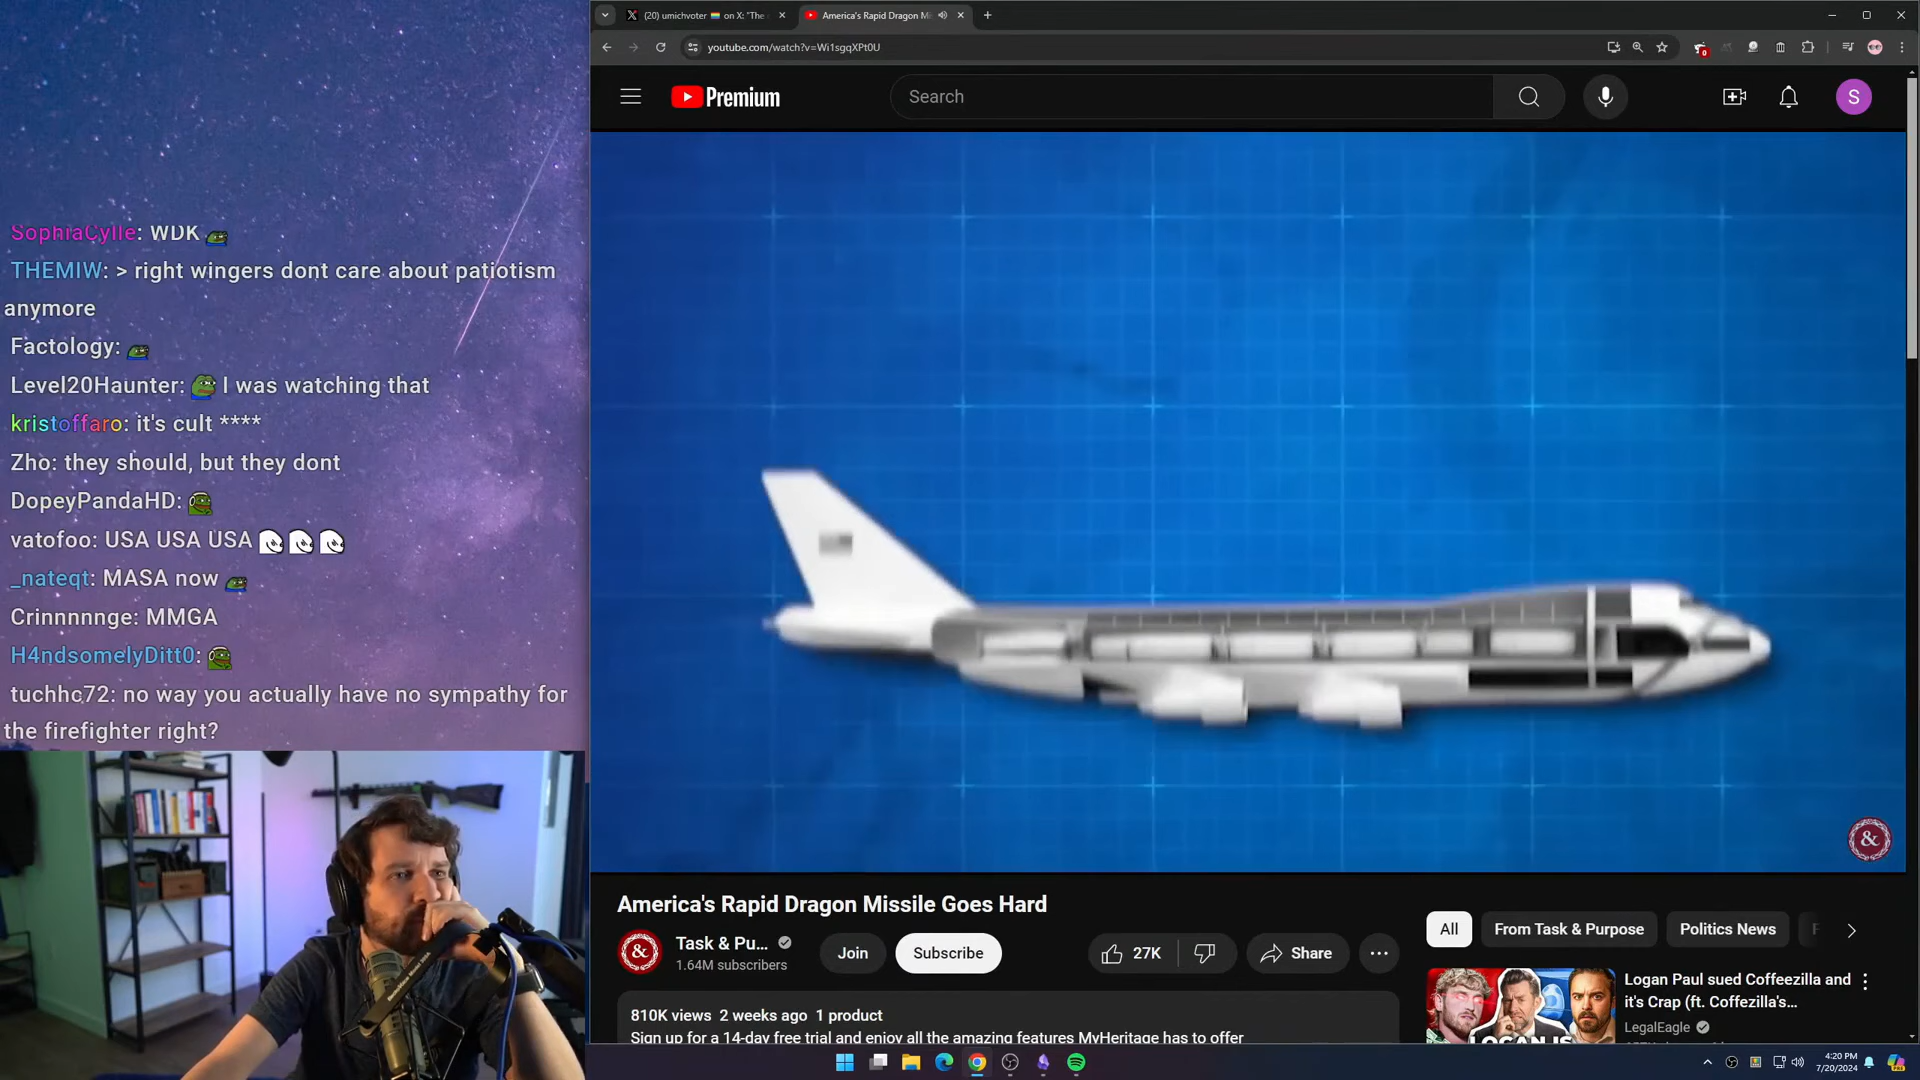 (20) umichvoter on X: "The
America's Rapid Dragon Mi
youtube.com/watch?v=Wi1sgqXPt0U
0
Premium
Search
S
SophiaCylle: WDK
THEMIW: > right wingers dont care about patiotism
anymore
Factology:
Level20Haunter: I was watching that
kristoffaro: it's cult ****
Zho: they should, but they dont
DopeyPandaHD:
vatofoo: USA USA USA
_nateqt: MASA now
Crinnnnnge: MMGA
H4ndsomelyDitt0:
tuchhc72: no way you actually have no sympathy for
the firefighter right?
&
America's Rapid Dragon Missile Goes Hard
&
Task & Pu...
1.64M subscribers
Join
Subscribe
27K
Share
810K views 2 weeks ago 1 product
Sign up for a 14-day free trial and enjoy all the amazing features MyHeritage has to offer
All
From Task & Purpose
Politics News
Logan Paul sued Coffeezilla and
it's Crap (ft. Coffezilla's...
LegalEagle
LOGAN IS
4:20 PM
7/20/2024